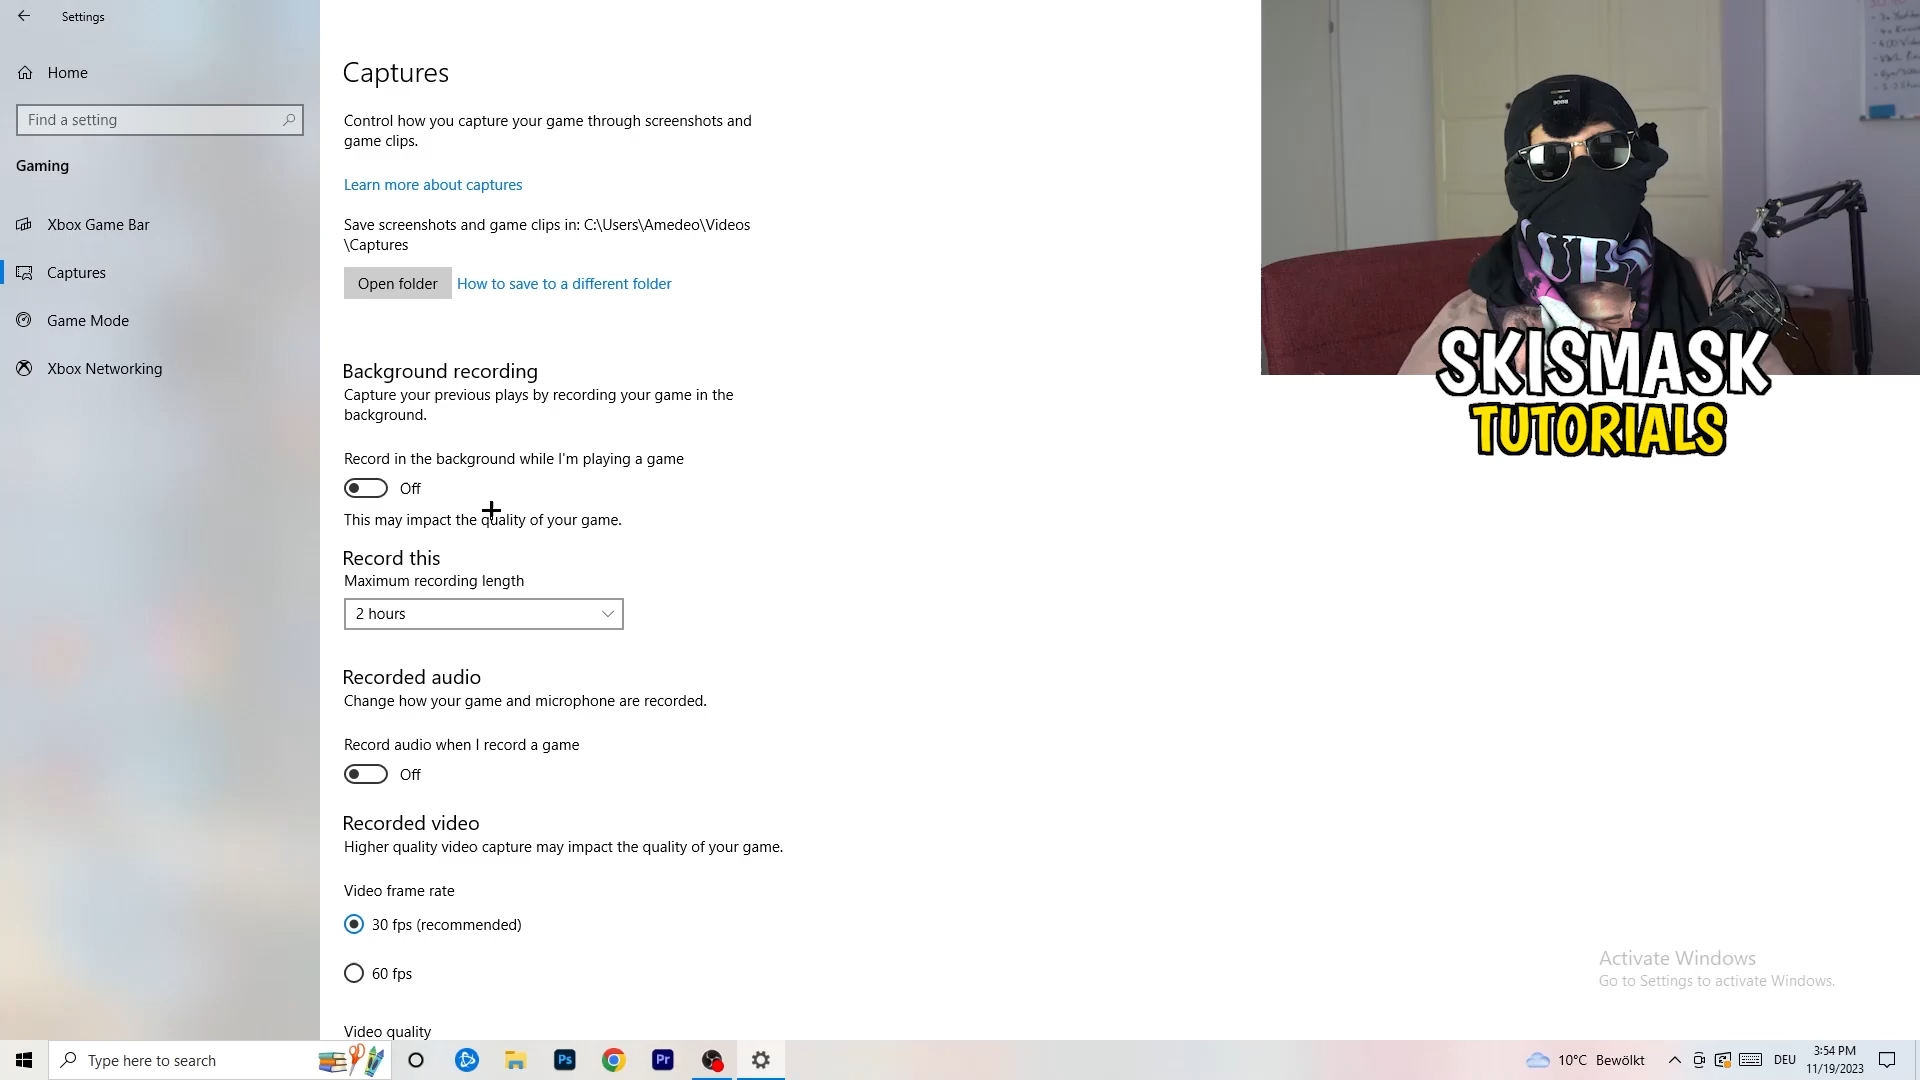 Settings
Home
Find a setting
Gaming
Xbox Game Bar
Captures
Game Mode
Xbox Networking
Captures
Control how you capture your game through screenshots and
game clips.
Learn more about captures
Save screenshots and game clips in: C:\Users\Amedeo\Videos
\Captures
Open folder
How to save to a different folder
Background recording
Capture your previous plays by recording your game in the
background.
Record in the background while I'm playing a game
Off
This may impact the quality of your game.
Record this
Maximum recording length
2 hours
Recorded audio
Change how your game and microphone are recorded.
Record audio when I record a game
Off
Recorded video
Higher quality video capture may impact the quality of your game.
Video frame rate
30 fps (recommended)
60 fps
Video quality
SKISMASK
TUTORIALS
Activate Windows
Go to Settings to activate Windows.
Type here to search
Ps
Pr
10°C Bewölkt
DEU
3:54 PM
11/19/2023